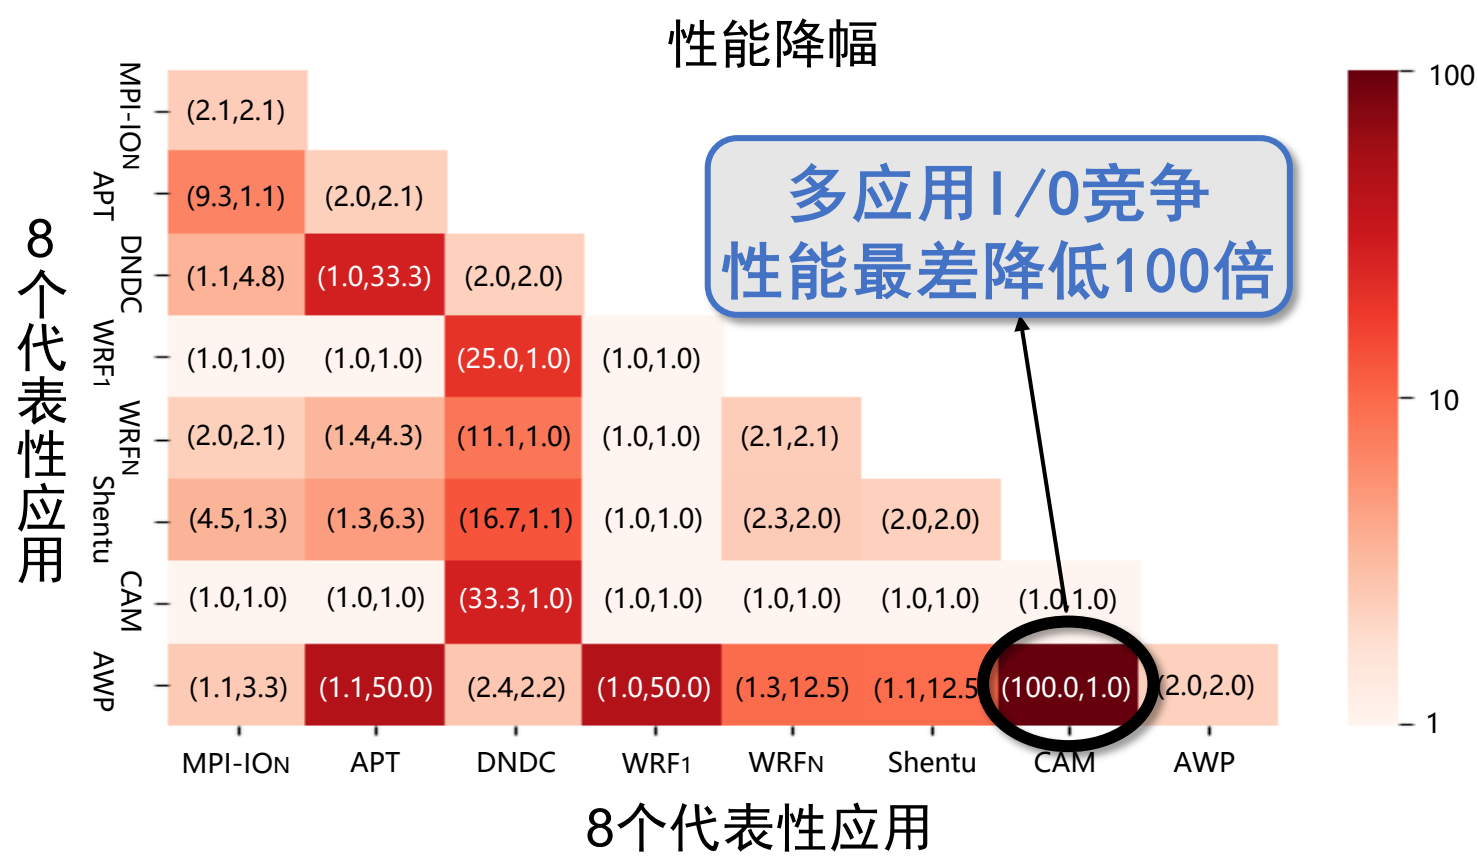 性能降幅
多应用I/O竞争
性能最差降低100倍
8个代表性应用
MPI-ION (2.1,2.1)
APT (9.3,1.1) (2.0,2.1)
DNDC (1.1,4.8) (1.0,33.3) (2.0,2.0)
WRF1 (1.0,1.0) (1.0,1.0) (25.0,1.0) (1.0,1.0)
WRFN (2.0,2.1) (1.4,4.3) (11.1,1.0) (1.0,1.0) (2.1,2.1)
Shentu (4.5,1.3) (1.3,6.3) (16.7,1.1) (1.0,1.0) (2.3,2.0) (2.0,2.0)
CAM (1.0,1.0) (1.0,1.0) (33.3,1.0) (1.0,1.0) (1.0,1.0) (1.0,1.0) (1.0,1.0)
AWP (1.1,3.3) (1.1,50.0) (2.4,2.2) (1.0,50.0) (1.3,12.5) (1.1,12.5 (100.0,1.0) (2.0,2.0)
MPI-ION APT DNDC WRF1 WRFN Shentu CAM AWP
8个代表性应用
100
10
1